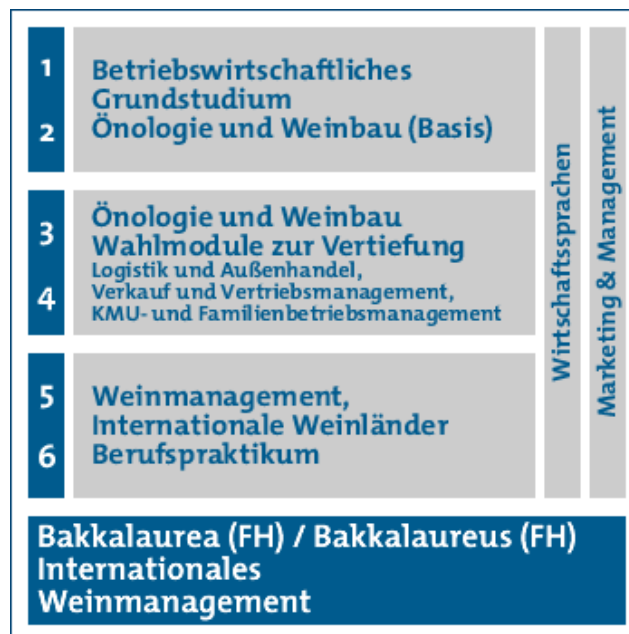 1
Betriebswirtschaftliches
Grundstudium
2
Önologie und Weinbau (Basis)
3
Önologie und Weinbau
Wahlmodule zur Vertiefung
Logistik und Außenhandel,
4
Verkauf und Vertriebsmanagement,
KMU- und Familienbetriebsmanagement
5
Weinmanagement,
Internationale Weinländer
6
Berufspraktikum
Wirtschaftssprachen
Marketing & Management
Bakkalaurea (FH) / Bakkalaureus (FH)
Internationales
Weinmanagement